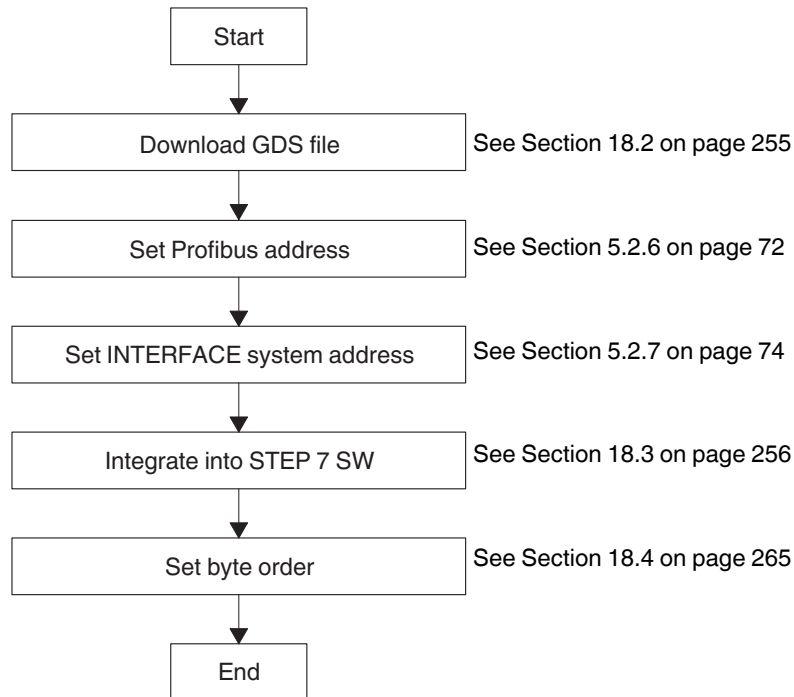 Start
Download GDS file
See Section 18.2 on page 255
Set Profibus address
See Section 5.2.6 on page 72
Set INTERFACE system address
See Section 5.2.7 on page 74
Integrate into STEP 7 SW
See Section 18.3 on page 256
Set byte order
See Section 18.4 on page 265
End